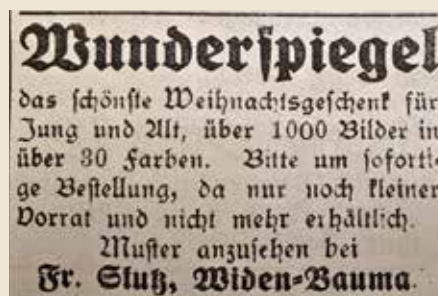 Wunderspiegel
das schönste Weihnachtsgeschenk für
Jung und Alt, über 1000 Bilder in
über 30 Farben. Bitte um soforti-
ge Bestellung, da nur noch kleiner
Vorrat und nicht mehr erhältlich.
Muster anzusehen bei
Fr. Stutz, Widen-Bauma.